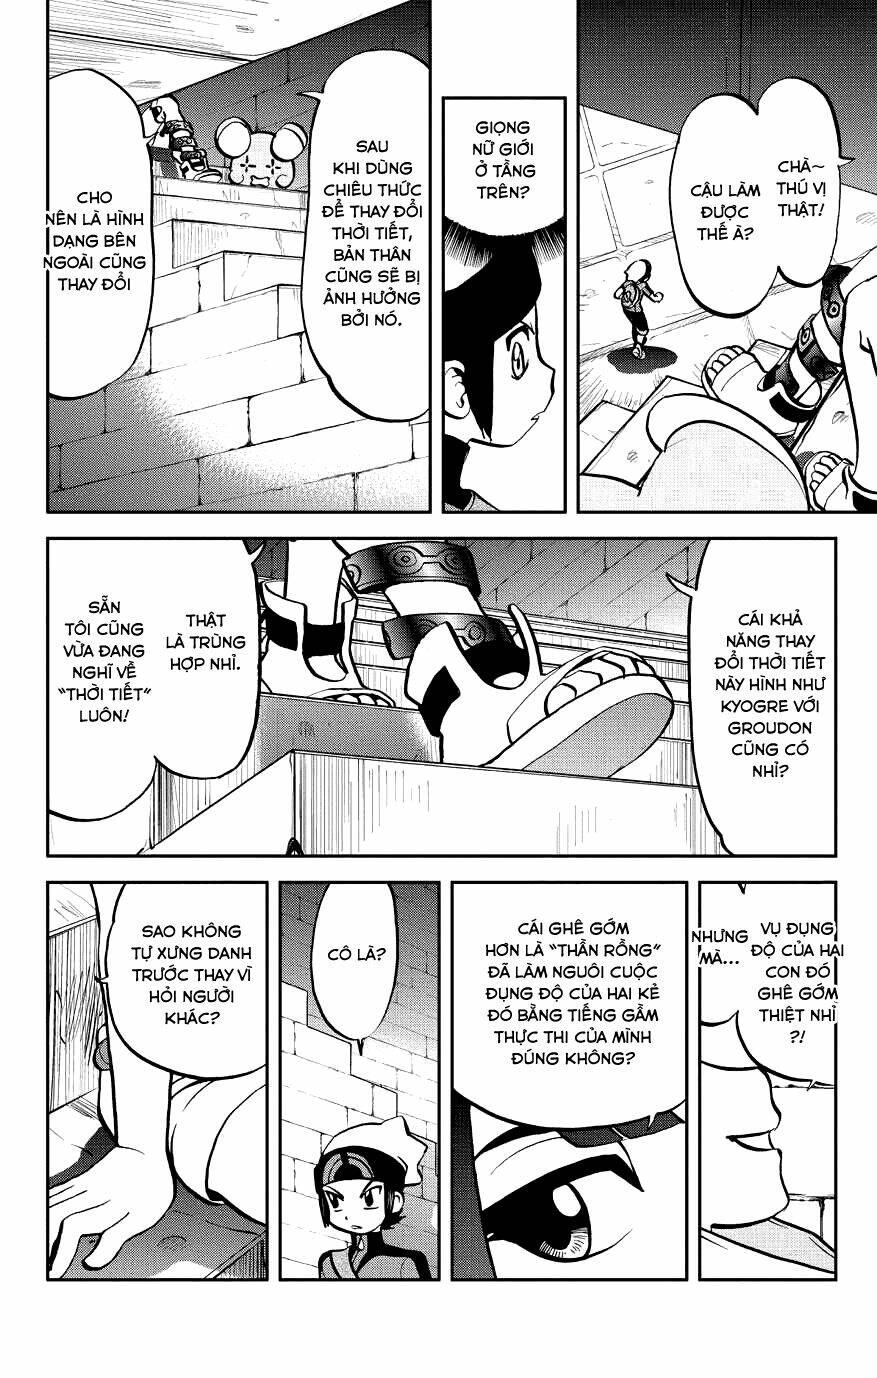 CHÀ~
THÚ VỊ
THẬT!
CẬU LÀM
ĐƯỢC
THẾ À?
GIỌNG
NỮ GIỚI
Ở TẦNG
TRÊN?
SAU
KHI DÙNG
CHIÊU THỨC
ĐỂ THAY ĐỔI
THỜI TIẾT,
BẢN THÂN
CŨNG SẼ BỊ
ẢNH HƯỞNG
BỞI NÓ.
CHO
NÊN LÀ HÌNH
DẠNG BÊN
NGOÀI CŨNG
THAY ĐỔI
CÁI KHẢ
NĂNG THAY
ĐỔI THỜI TIẾT
NÀY HÌNH NHƯ
KYOGRE VỚI
GROUDON
CŨNG CÓ
NHỈ?
THẬT
LÀ TRÙNG
HỢP NHỈ.
SẴN
TÔI CŨNG
VỪA ĐANG
NGHĨ VỀ
"THỜI TIẾT"
LUÔN!
VỤ ĐỤNG
ĐỘ CỦA HAI
CON ĐÓ
GHÊ GỚM
THIỆT NHỈ
?!
NHƯNG
MÀ...
CÁI GHÊ GỚM
HƠN LÀ "THẦN RỒNG"
ĐÃ LÀM NGUÔI CUỘC
ĐỤNG ĐỘ CỦA HAI KẺ
ĐÓ BẰNG TIẾNG GẦM
THỰC THI CỦA MÌNH
ĐÚNG KHÔNG?
CÔ LÀ?
SAO KHÔNG
TỰ XƯNG DANH
TRƯỚC THAY VÌ
HỎI NGƯỜI
KHÁC?